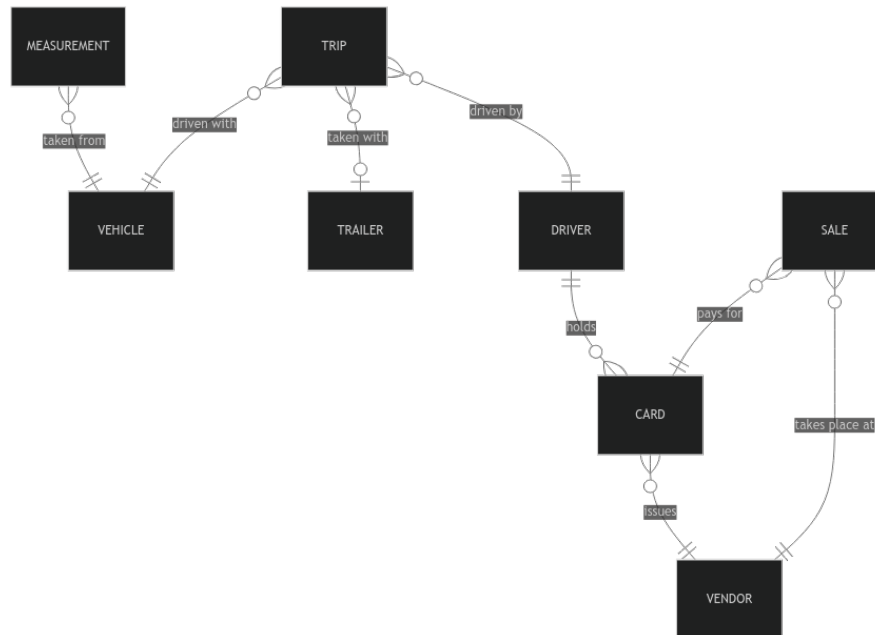 MEASUREMENT
TRIP
taken from
driven with
taken with
driven by
VEHICLE
TRAILER
DRIVER
SALE
holds
pays for
CARD
takes place at
issues
VENDOR